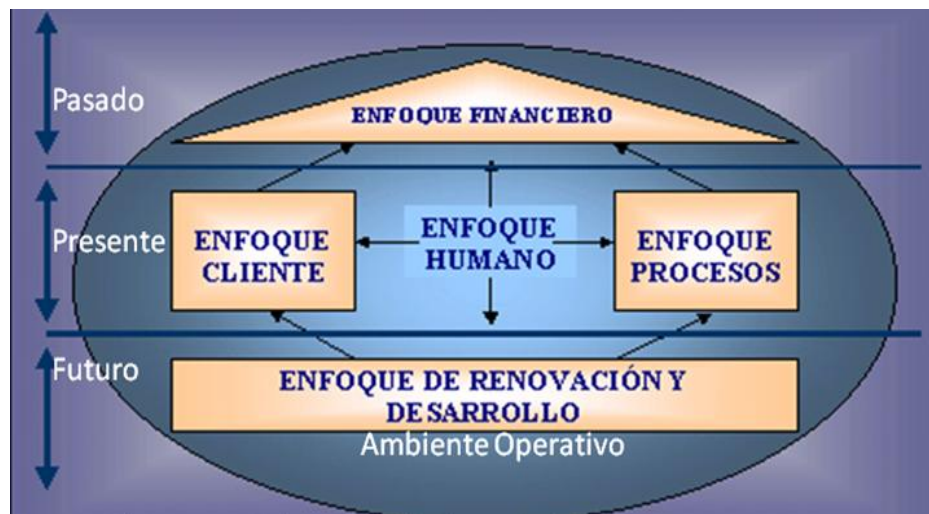 Pasado
ENFOQUE FINANCIERO
Presente
ENFOQUE
CLIENTE
ENFOQUE
HUMANO
ENFOQUE
PROCESOS
Futuro
ENFOQUE DE RENOVACIÓN Y
DESARROLLO
Ambiente Operativo